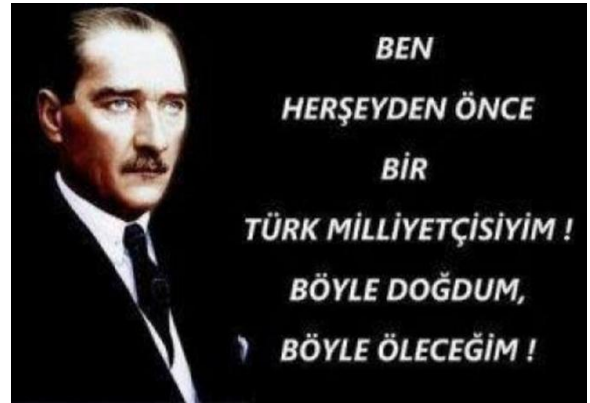 BEN
HERŞEYDEN ÖNCE
BİR
TÜRK MİLLİYETÇİSİYİM !
BÖYLE DOĞDUM,
BÖYLE ÖLECEĞİM !